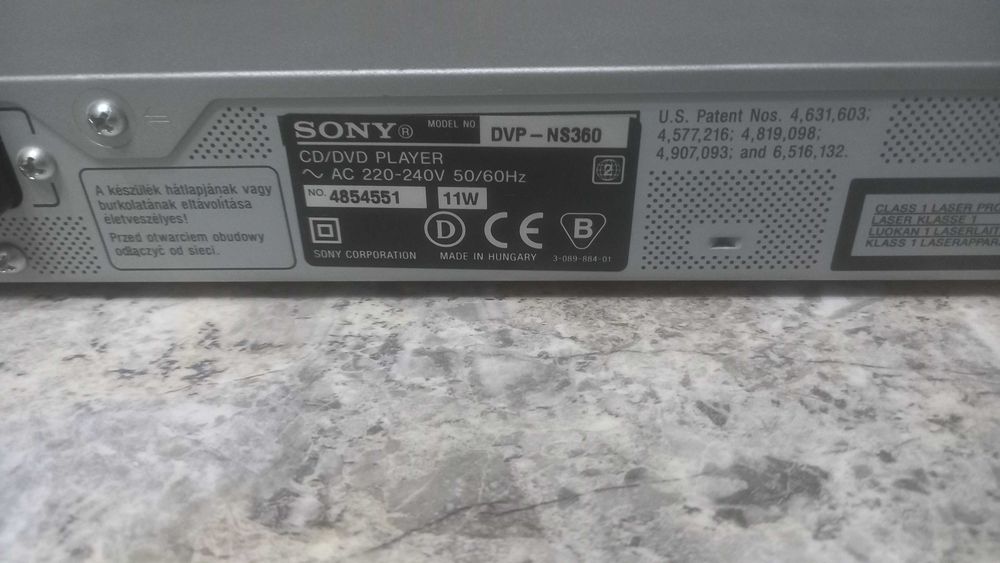 A készülék hátlapjának vagy
burkolatának eltávolítása
életveszélyes!
Przed otwarciem obudowy
odłączyć od sieci.
SONY®
MODEL NO
DVP-NS360
CD/DVD PLAYER
~ AC 220-240V 50/60Hz
2
NO. 4854551
11W
D CE B
SONY CORPORATION
MADE IN HUNGARY
3-089-884-01
U.S. Patent Nos. 4,631,603;
4,577,216; 4,819,098;
4,907,093; and 6,516,132.
CLASS 1 LASER PRO
LASER KLASSE 1
LUOKAN 1 LASERLAIT
KLASS 1 LASERAPPAR